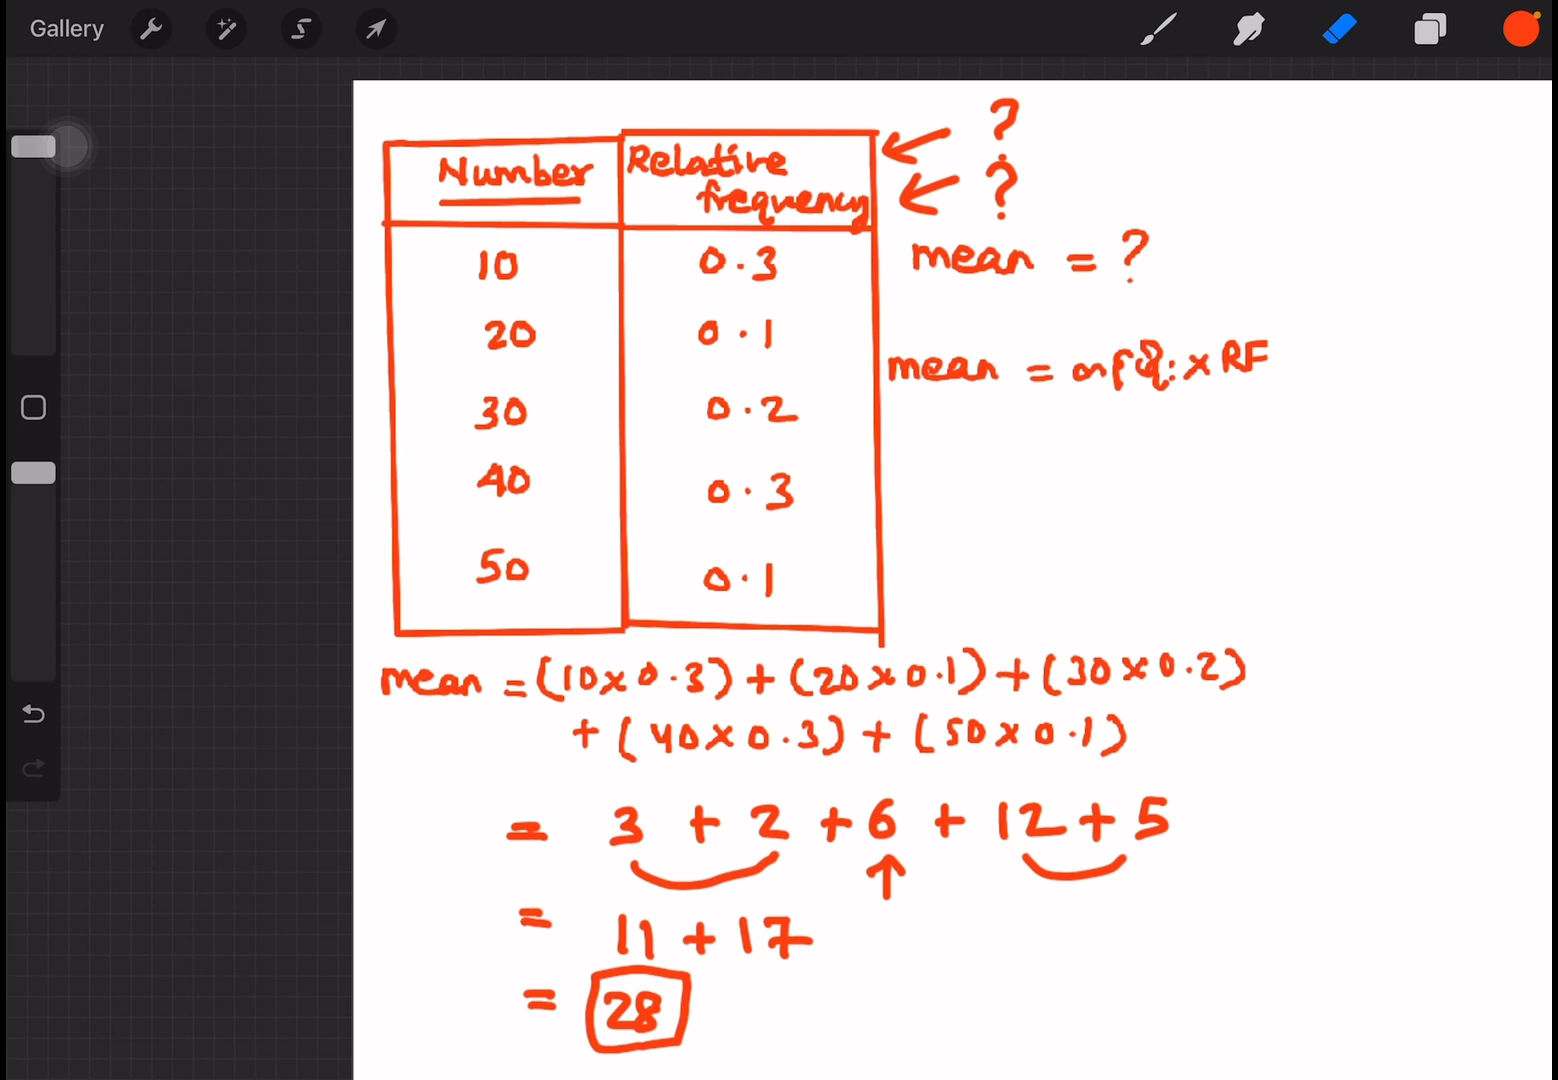 Gallery
?
Number
Relative frequency
?
mean = ?
10 0.3
20 0.1
mean = × RF
30 0.2
40 0.3
50 0.1
mean = (10 × 0.3) + (20 × 0.1) + (30 × 0.2)
+ (40 × 0.3) + (50 × 0.1)
= 3 + 2 + 6 + 12 + 5
= 11 + 17
= 28